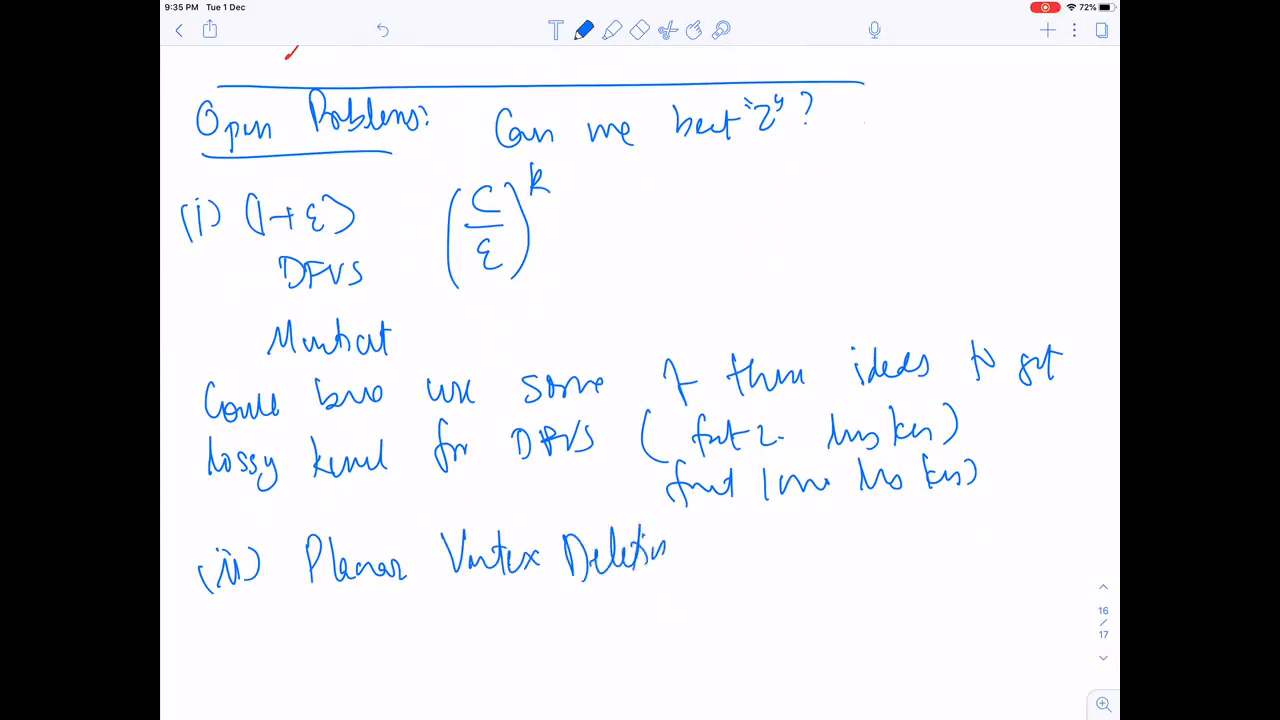 9:35 PM Tue 1 Dec
72%
Open Problems: Can we beat "2"?
(i) (1+ε) (C/ε)^k
DFVS
Multicut
Could we use some of these ideas to get
lossy kernel for DFVS (first 2-
first
(ii) Planar Vertex Deletion
16
/
17